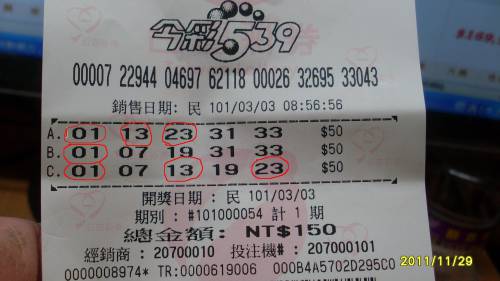 今彩539
00007 22944 04697 62118 00026 32695 33043
銷售日期: 民 101/03/03 08:56:56
A. 01 13 23 31 33 $50
B. 01 07 19 31 33 $50
C. 01 07 13 19 23 $50
開獎日期: 民 101/03/03
期別: #101000054 計 1 期
總金額: NT$150
經銷商: 20700010 投注機#: 207000101
0000008974* TR:0000619006 000B4A5702D295C0
2011/11/29